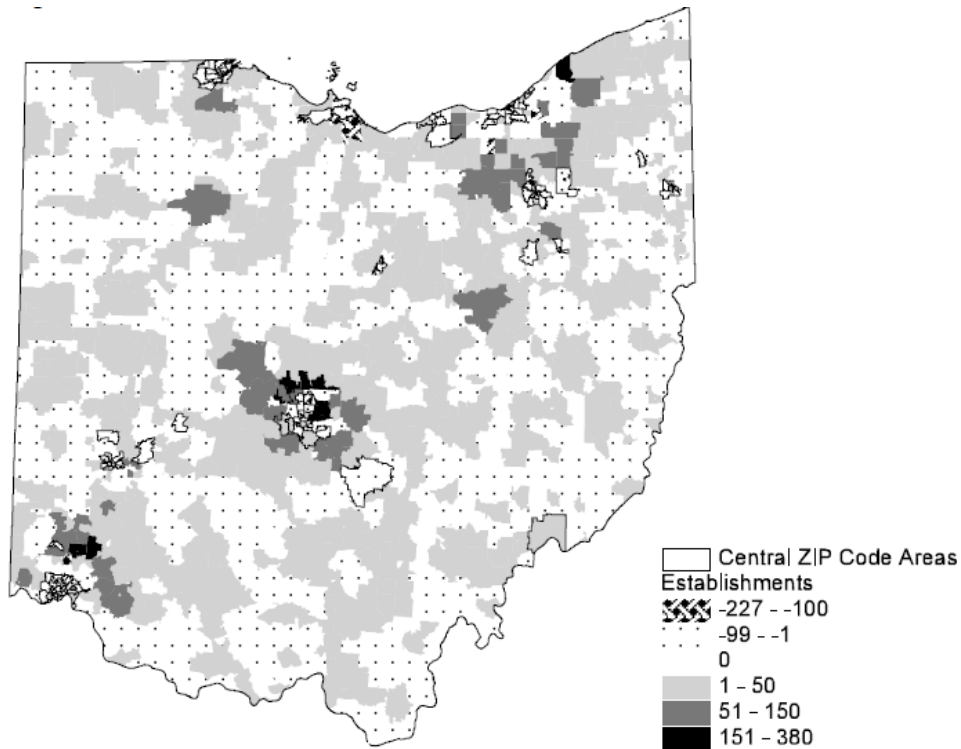 Central ZIP Code Areas
Establishments
-227 - -100
-99 - -1
0
1 - 50
51 - 150
151 - 380